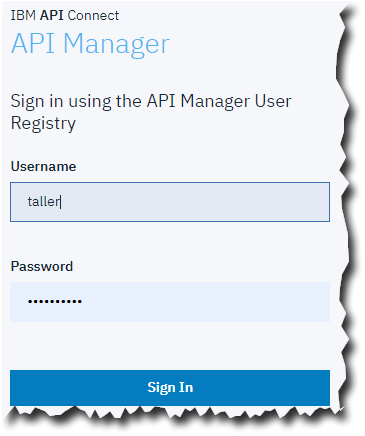 IBM API Connect
API Manager
Sign in using the API Manager User
Registry
Username
taller
Password
••••••••••
Sign In